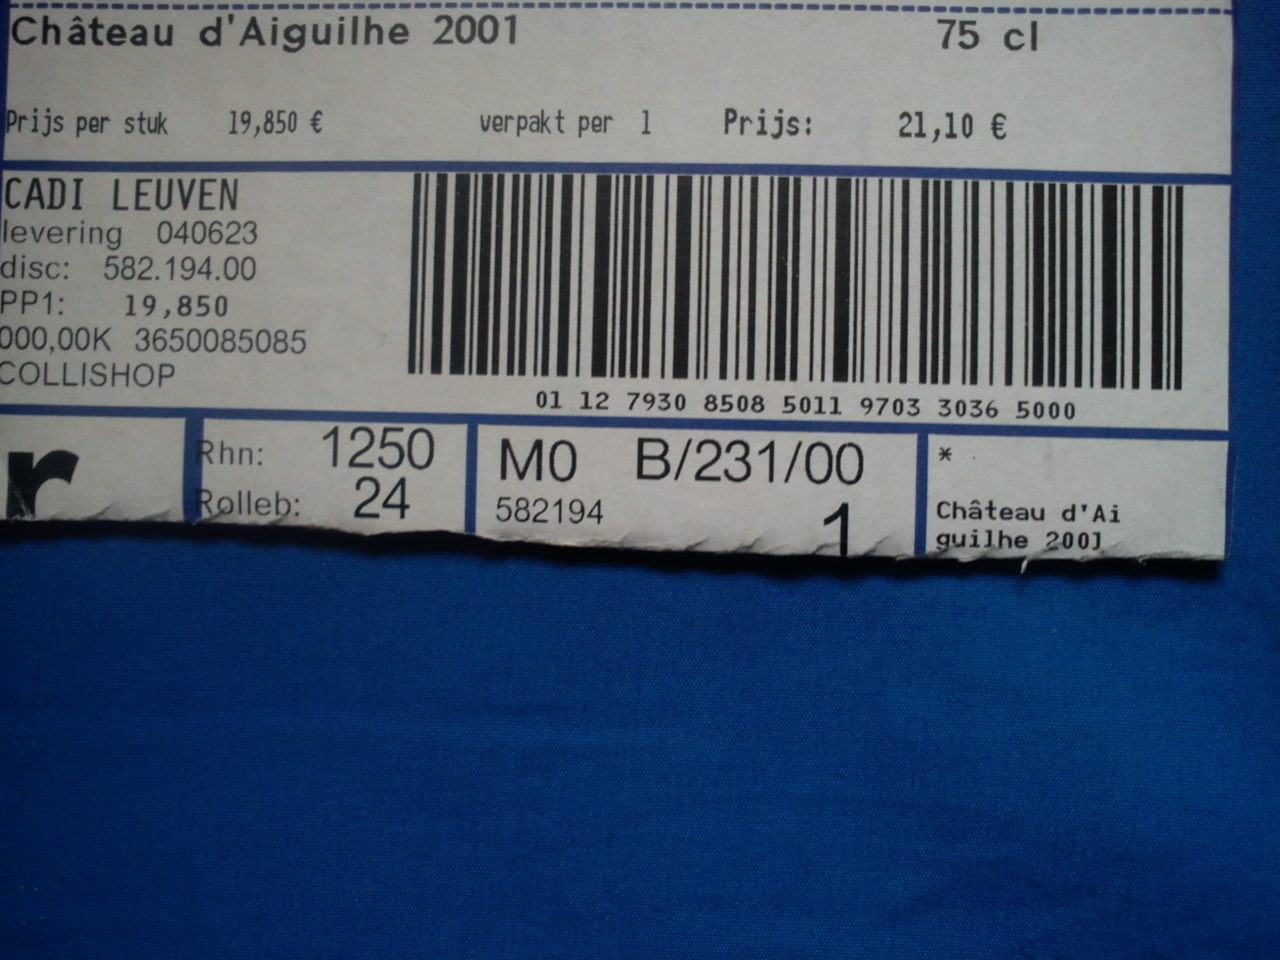 Château d'Aiguilhe 2001 75 cl
Prijs per stuk 19,850 € verpakt per 1 Prijs: 21,10 €
CADI LEUVEN
levering 040623
disc: 582.194.00
PP1: 19,850
000,00K 3650085085
COLLISHOP
01 12 7930 8508 5011 9703 3036 5000
r
Rhn: 1250
Rolleb: 24
M0 B/231/00
582194 1
*
Château d'Ai
guilhe 2001